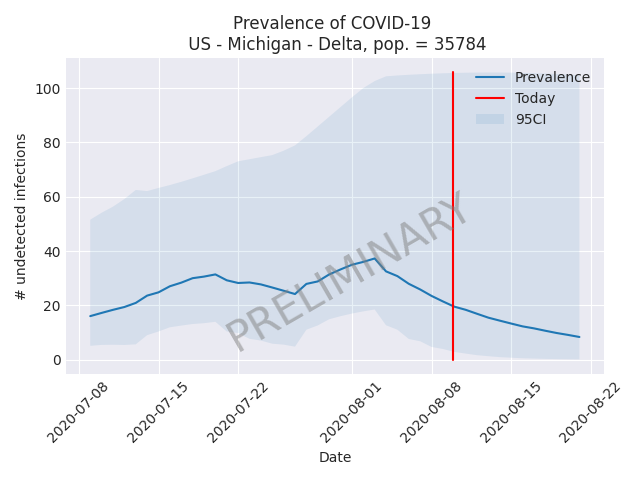 Prevalence of COVID-19
US - Michigan - Delta, pop. = 35784
Prevalence
Today
95CI
100
80
60
40
20
0
# undetected infections
PRELIMINARY
2020-07-08
2020-07-15
2020-07-22
2020-08-01
2020-08-08
2020-08-15
2020-08-22
Date